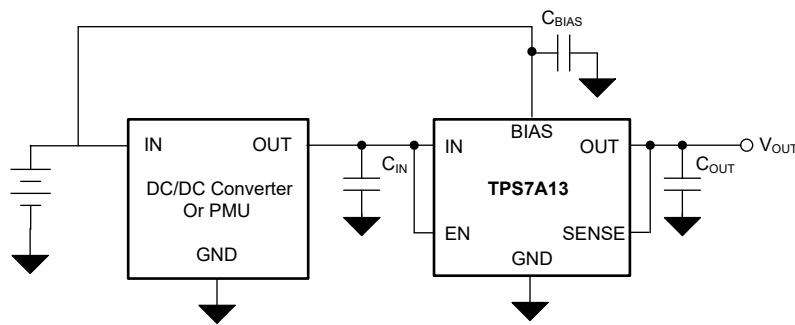 CBIAS
IN
OUT
DC/DC Converter
Or PMU
GND
CIN
BIAS
IN
OUT
TPS7A13
EN
SENSE
GND
COUT
VOUT